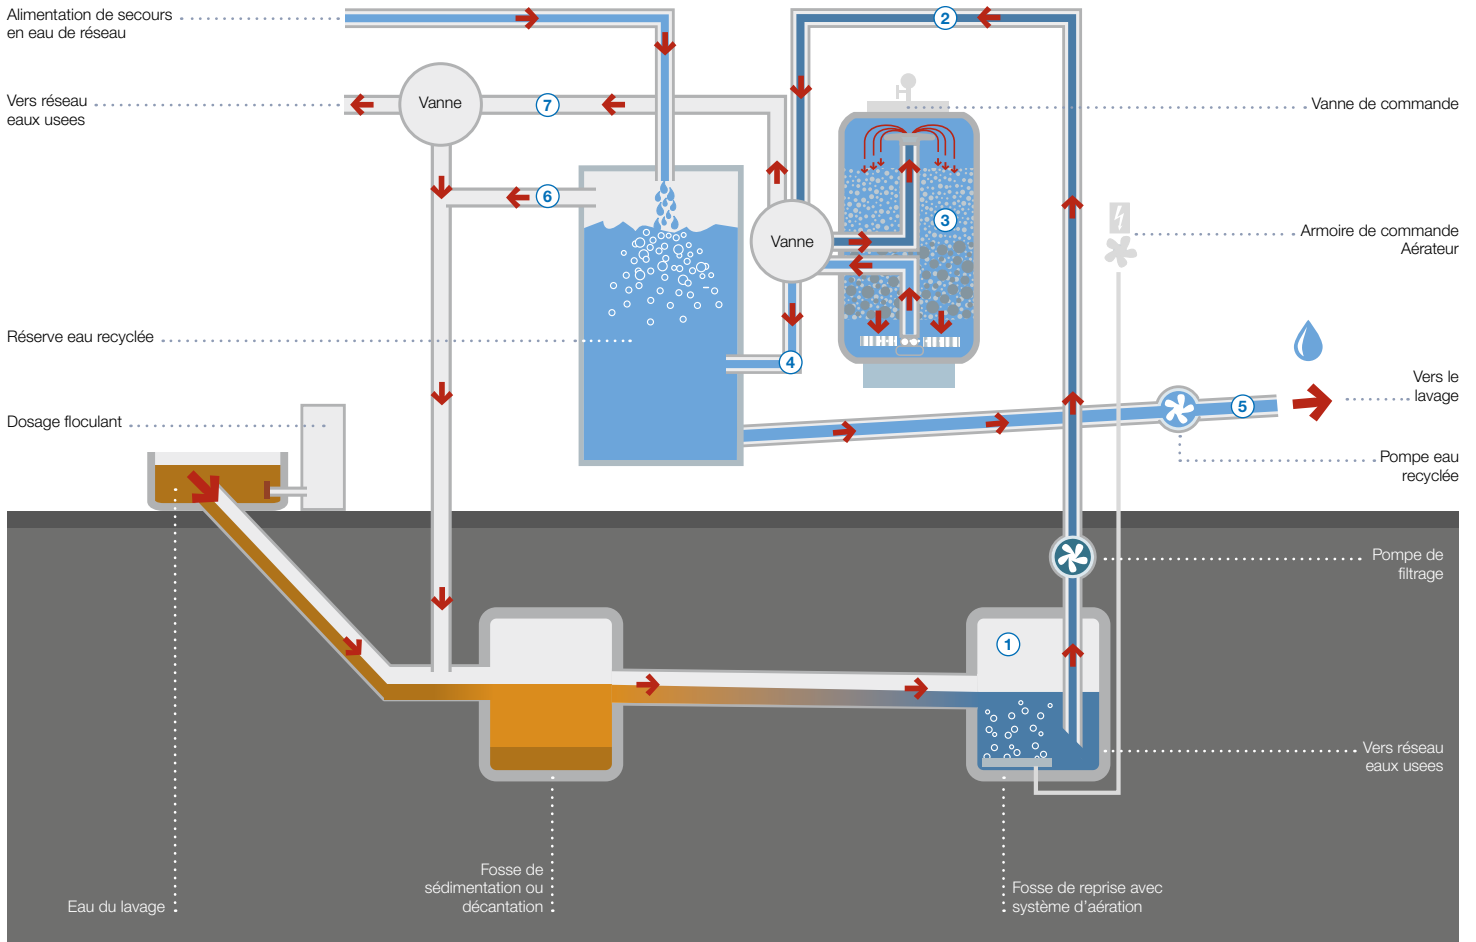 Alimentation de secours
en eau de réseau
2
Vers réseau
eaux usees
Vanne
7
Vanne de commande
6
3
Vanne
Armoire de commande
Aérateur
Réserve eau recyclée
4
Vers le
lavage
5
Dosage floculant
Pompe eau
recyclée
Pompe de
filtrage
1
Vers réseau
eaux usees
Fosse de
sédimentation ou
décantation
Fosse de reprise avec
système d'aération
Eau du lavage